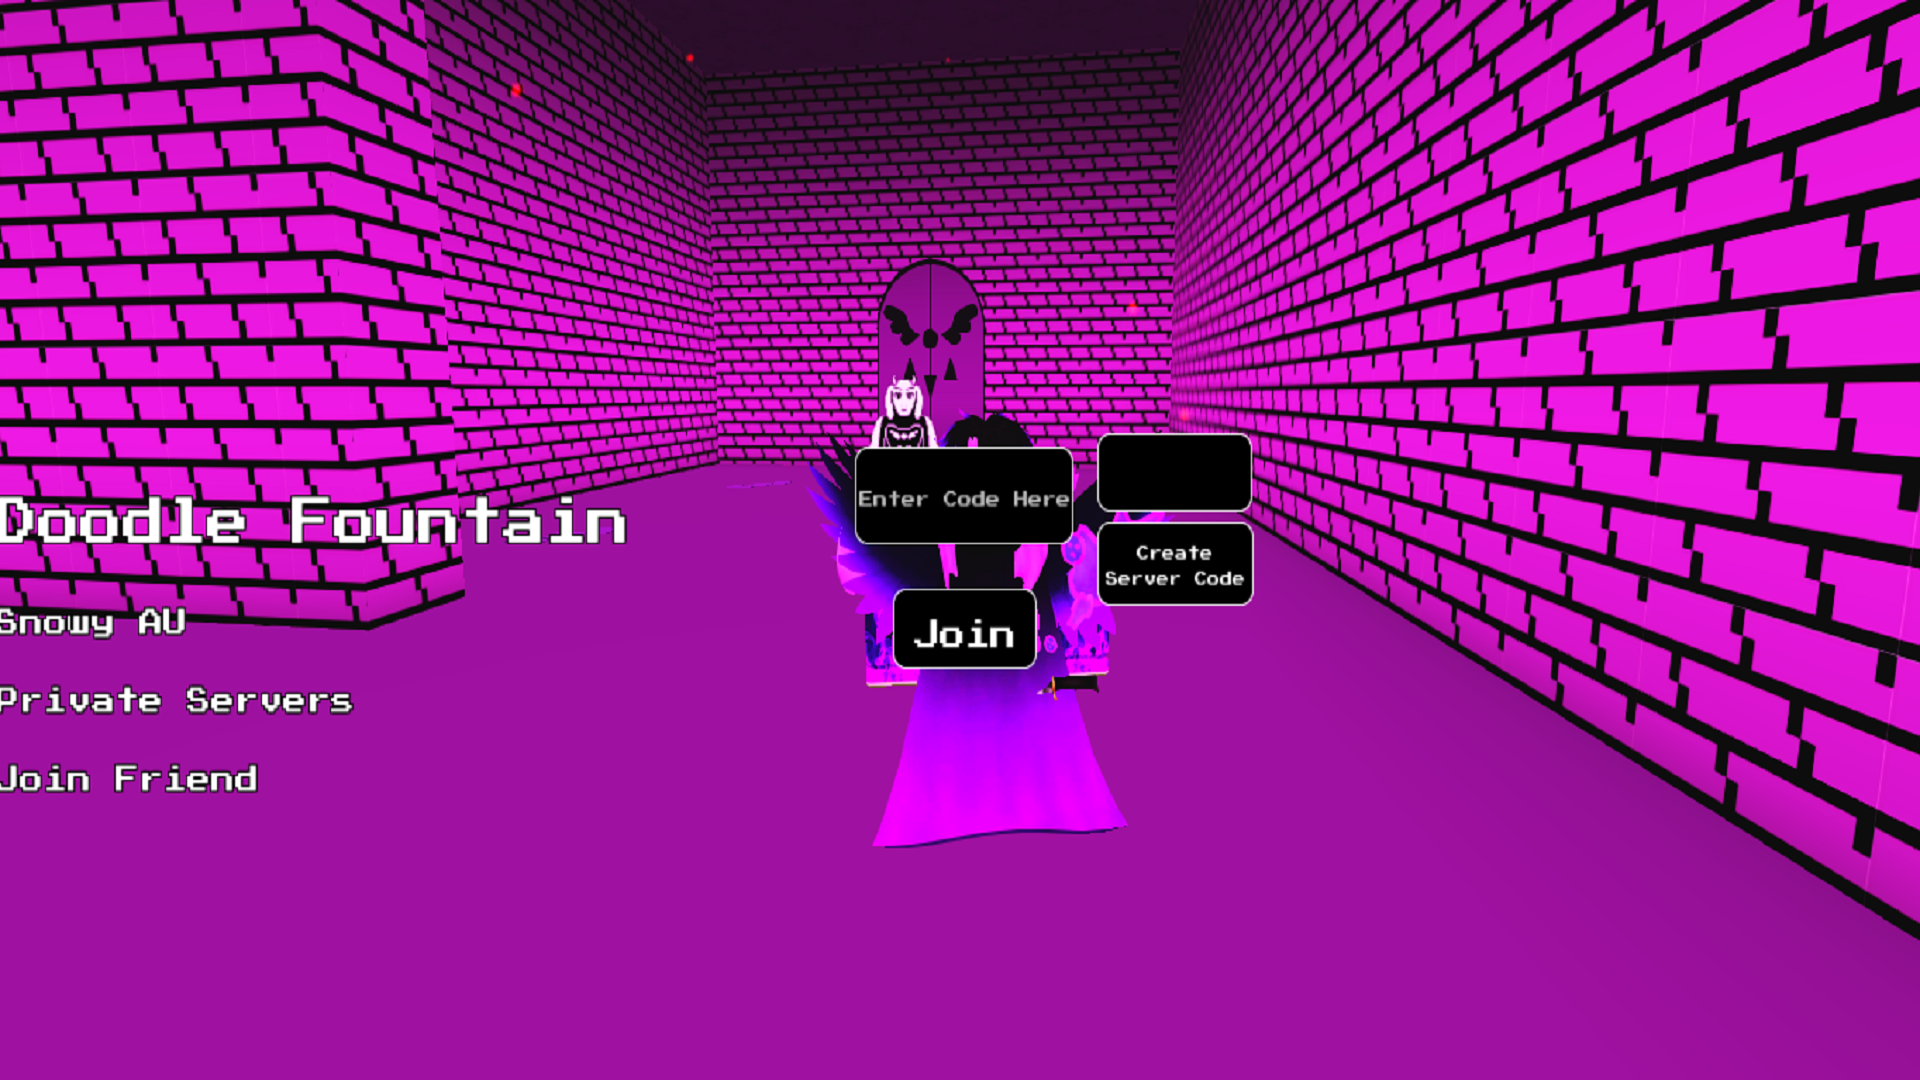 Doodle Fountain
Snowy AU
Private Servers
Join Friend
Enter Code Here
Join
Create
Server Code